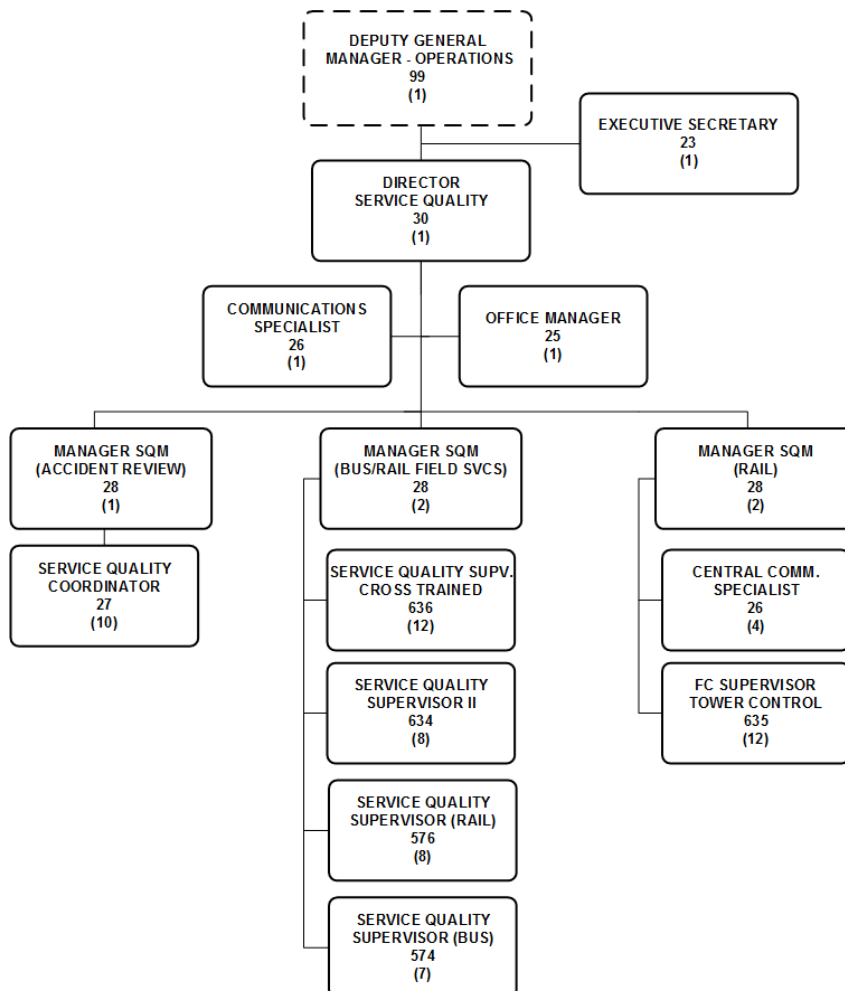 DEPUTY GENERAL
MANAGER - OPERATIONS
99
(1)
EXECUTIVE SECRETARY
23
(1)
DIRECTOR
SERVICE QUALITY
30
(1)
COMMUNICATIONS
SPECIALIST
26
(1)
OFFICE MANAGER
25
(1)
MANAGER SQM
(ACCIDENT REVIEW)
28
(1)
SERVICE QUALITY
COORDINATOR
27
(10)
MANAGER SQM
(BUS/RAIL FIELD SVCS)
28
(2)
SERVICE QUALITY SUPV.
CROSS TRAINED
636
(12)
SERVICE QUALITY
SUPERVISOR II
634
(8)
SERVICE QUALITY
SUPERVISOR (RAIL)
576
(8)
SERVICE QUALITY
SUPERVISOR (BUS)
574
(7)
MANAGER SQM
(RAIL)
28
(2)
CENTRAL COMM.
SPECIALIST
26
(4)
FC SUPERVISOR
TOWER CONTROL
635
(12)